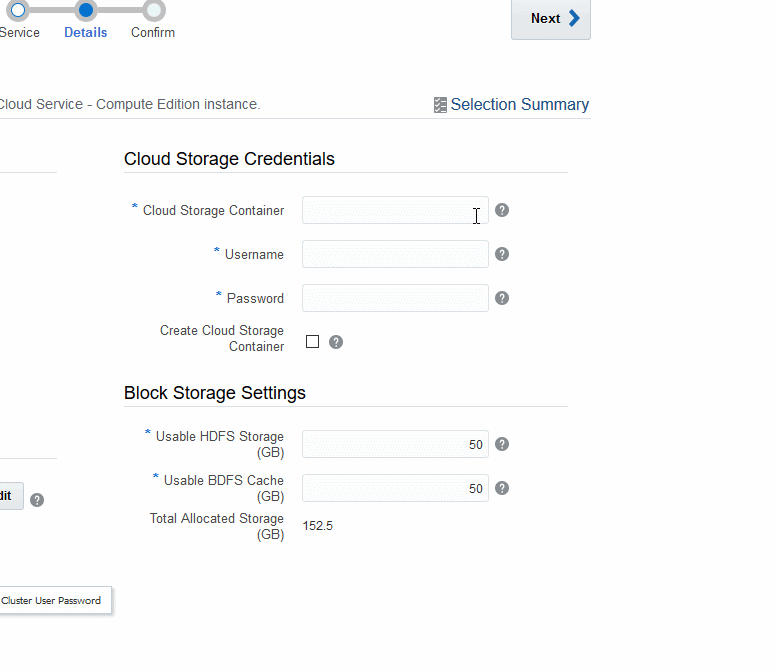 Service Details Confirm Next
Cloud Service - Compute Edition instance. Selection Summary
Cloud Storage Credentials
* Cloud Storage Container ?
* Username ?
* Password ?
Create Cloud Storage
Container ?
Block Storage Settings
* Usable HDFS Storage
(GB) 50 ?
* Usable BDFS Cache
(GB) 50 ?
Total Allocated Storage
(GB) 152.5
dit ?
Cluster User Password